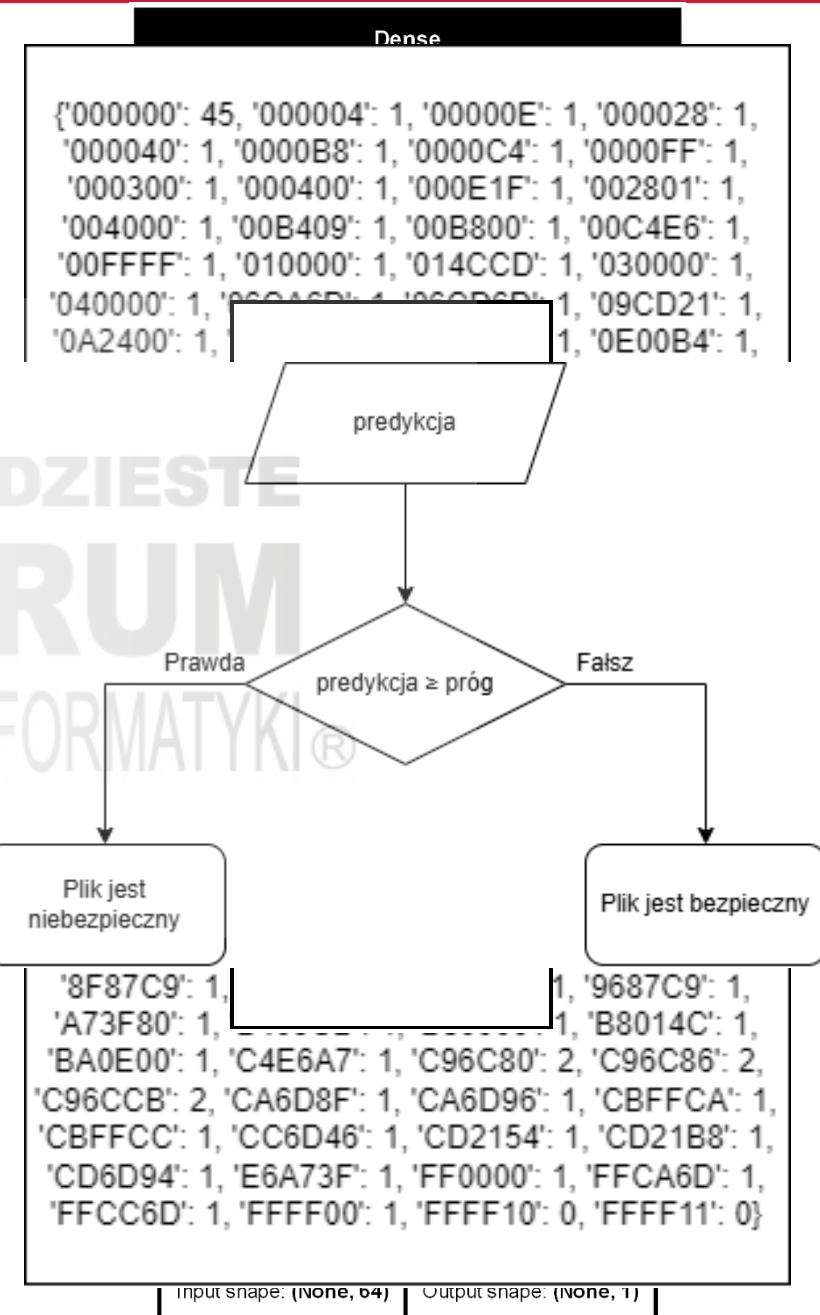 Dense
{'000000': 45, '000004': 1, '00000E': 1, '000028': 1,
'000040': 1, '0000B8': 1, '0000C4': 1, '0000FF': 1,
'000300': 1, '000400': 1, '000E1F': 1, '002801': 1,
'004000': 1, '00B409': 1, '00B800': 1, '00C4E6': 1,
'00FFFF': 1, '010000': 1, '014CCD': 1, '030000': 1,
'040000': 1, 1, '09CD21': 1,
'0A2400': 1, 1, '0E00B4': 1,
predykcja
DZIESTE
RUM
FORMATYKI®
Prawda
predykcja ≥ próg
Fałsz
Plik jest
niebezpieczny
Plik jest bezpieczny
'8F87C9': 1, 1, '9687C9': 1,
'A73F80': 1, 1, 'B8014C': 1,
'BA0E00': 1, 'C4E6A7': 1, 'C96C80': 2, 'C96C86': 2,
'C96CCB': 2, 'CA6D8F': 1, 'CA6D96': 1, 'CBFFCA': 1,
'CBFFCC': 1, 'CC6D46': 1, 'CD2154': 1, 'CD21B8': 1,
'CD6D94': 1, 'E6A73F': 1, 'FF0000': 1, 'FFCA6D': 1,
'FFCC6D': 1, 'FFFF00': 1, 'FFFF10': 0, 'FFFF11': 0}
Input shape: (None, 64) Output shape: (None, 1)